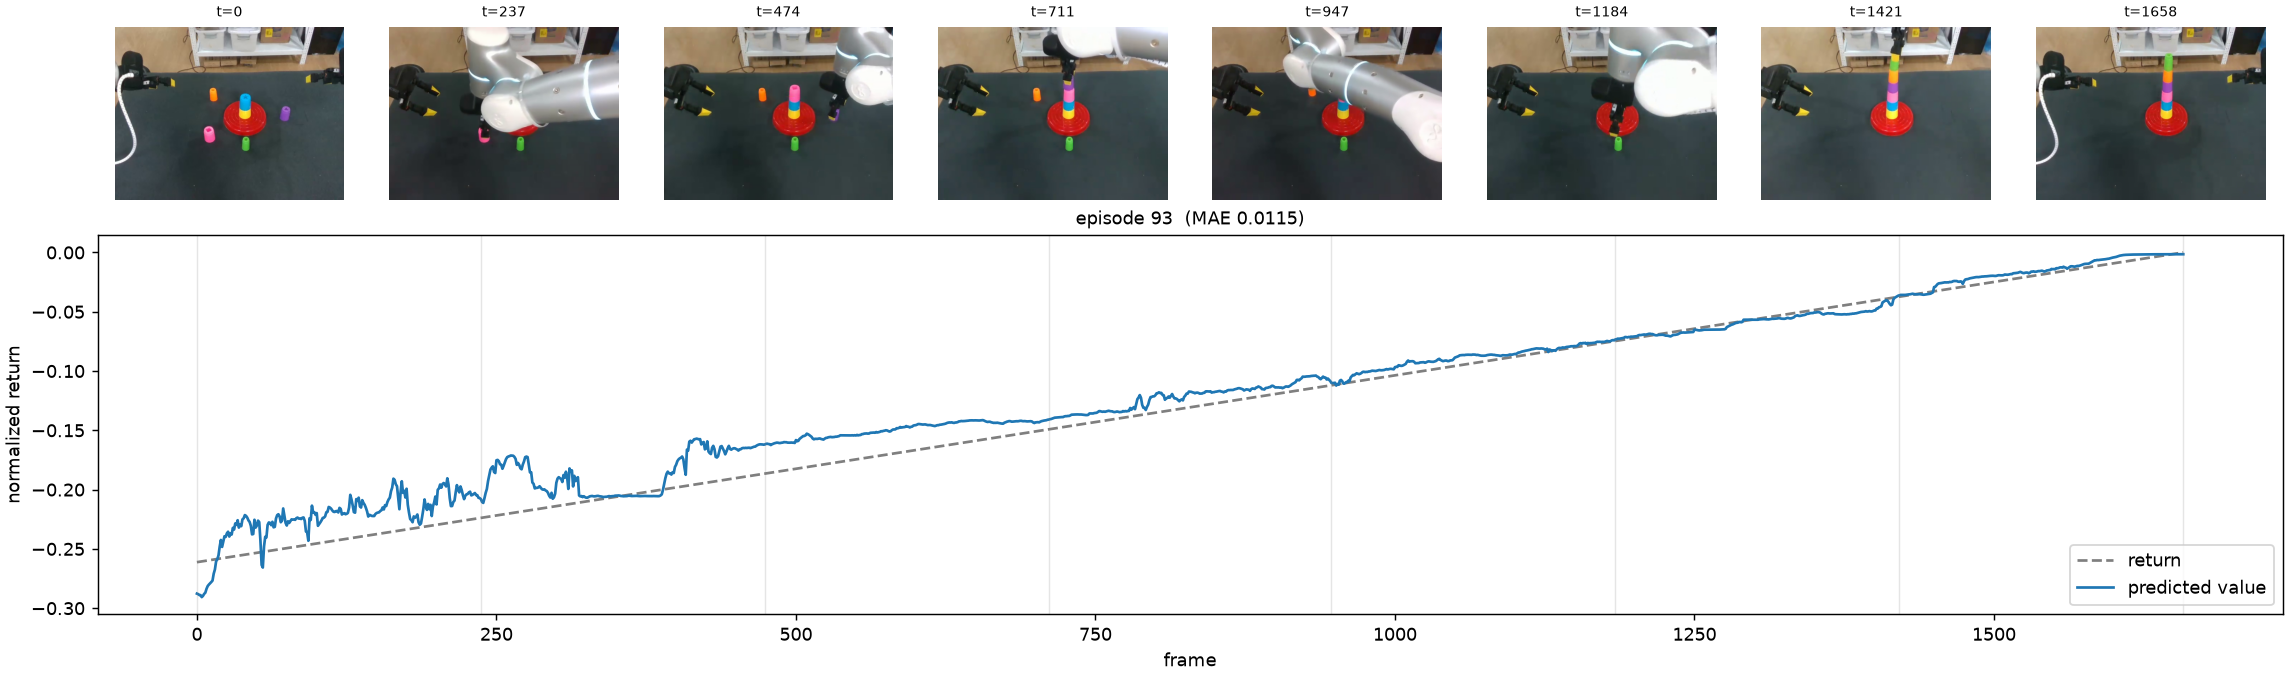 t=0 t=237 t=474 t=711 t=947 t=1184 t=1421 t=1658
episode 93  (MAE 0.0115)
normalized return
0.00
−0.05
−0.10
−0.15
−0.20
−0.25
−0.30
return
predicted value
0 250 500 750 1000 1250 1500
frame